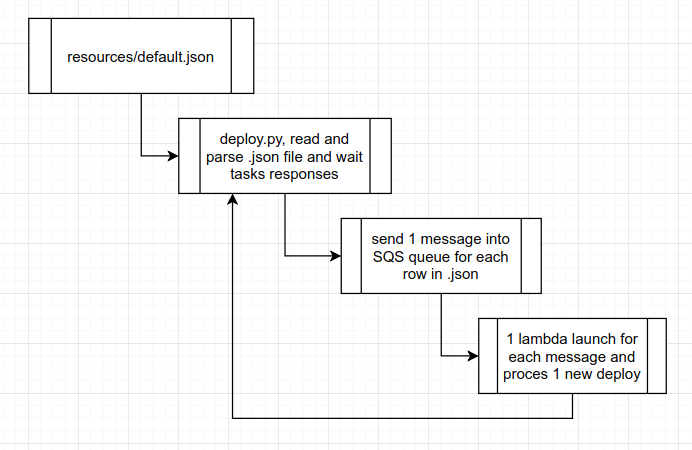 resources/default.json
deploy.py, read and
parse .json file and wait
tasks responses
send 1 message into
SQS queue for each
row in .json
1 lambda launch for
each message and
proces 1 new deploy